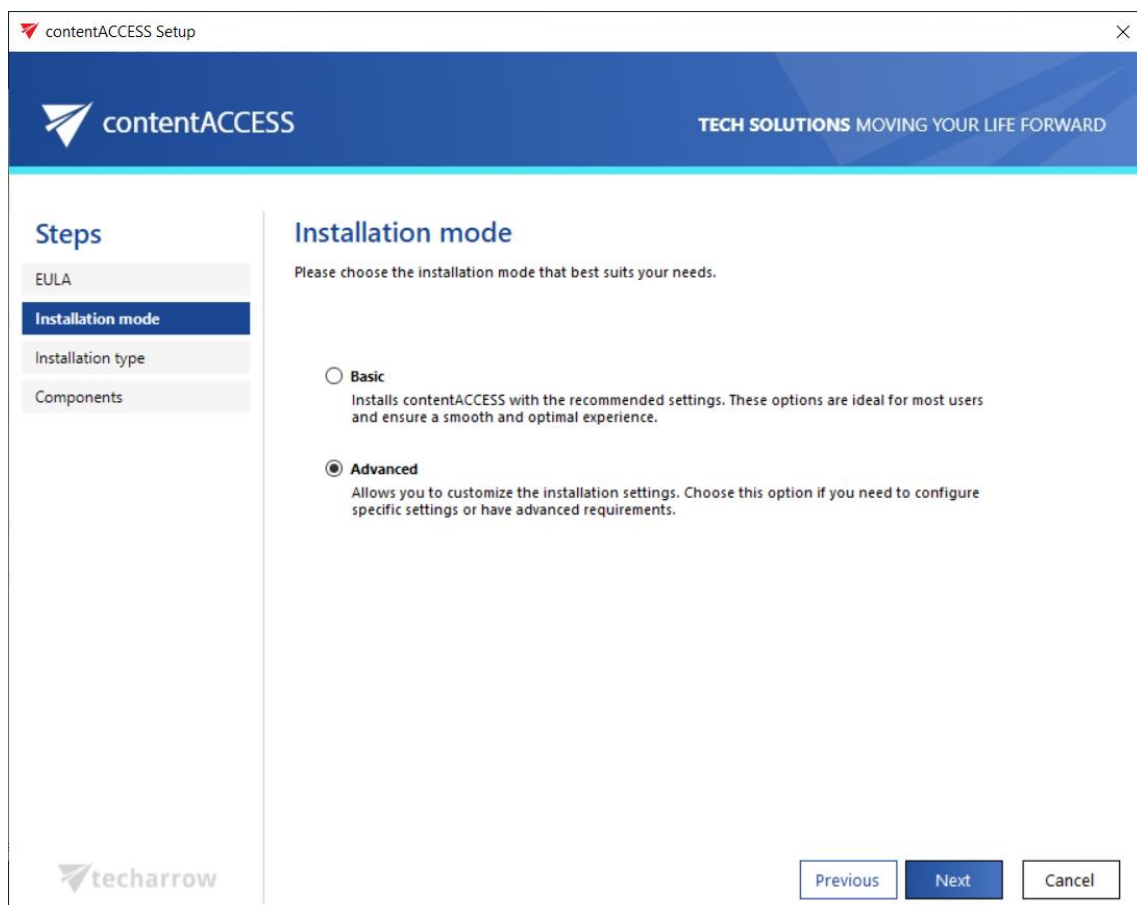 contentACCESS Setup
contentACCESS
TECH SOLUTIONS MOVING YOUR LIFE FORWARD
Steps
EULA
Installation mode
Installation type
Components
Installation mode
Please choose the installation mode that best suits your needs.
Basic
Installs contentACCESS with the recommended settings. These options are ideal for most users
and ensure a smooth and optimal experience.
Advanced
Allows you to customize the installation settings. Choose this option if you need to configure
specific settings or have advanced requirements.
techarrow
Previous
Next
Cancel